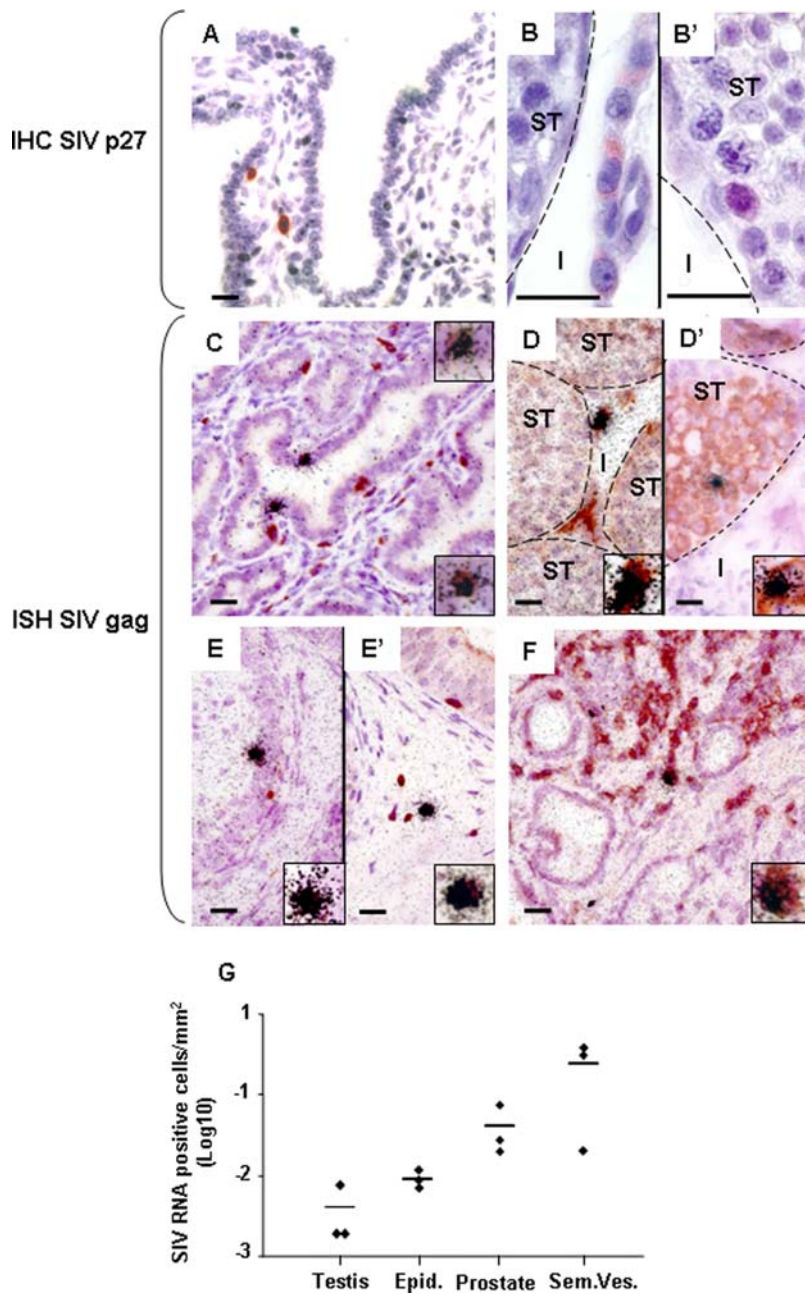 A
B
B'
IHC SIV p27
ST
ST
I
I
C
D
D'
ST
ST
ST
I
ST
ST
I
ISH SIV gag
E
E'
F
G
SIV RNA positive cells/mm2
(Log10)
1
-1
-2
-3
Testis Epid. Prostate Sem.Ves.